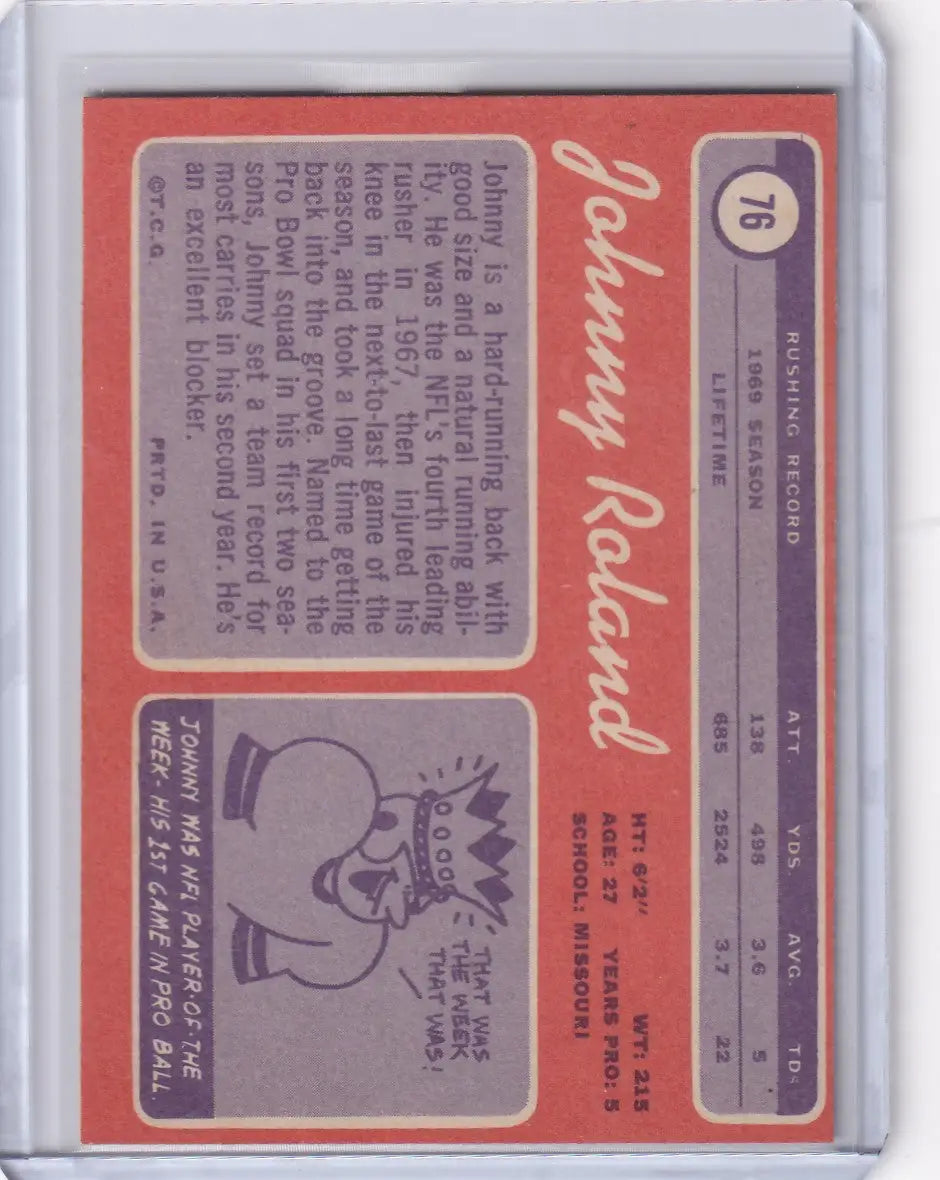 76
RUSHING RECORD ATT. YDS. AVG. TDs
1969 SEASON 138 498 3.6 5
LIFETIME 685 2524 3.7 22
Johnny Roland
HT: 6'2" WT: 215
AGE: 27 YEARS PRO: 5
SCHOOL: MISSOURI
Johnny is a hard-running back with
good size and a natural running abil-
ity. He was the NFL's fourth leading
rusher in 1967, then injured his
knee in the next-to-last game of the
season, and took a long time getting
back into the groove. Named to the
Pro Bowl squad in his first two sea-
sons, Johnny set a team record for
most carries in his second year. He's
an excellent blocker.
©T.C.G. PRTD. IN U.S.A.
THAT WAS
THE WEEK
THAT WAS!
JOHNNY WAS NFL PLAYER-OF-THE
WEEK - HIS 1ST GAME IN PRO BALL.